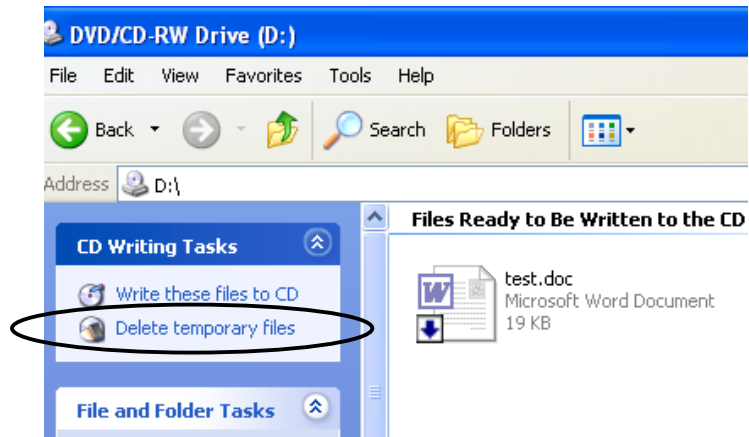 DVD/CD-RW Drive (D:)
File Edit View Favorites Tools Help
Back Search Folders
Address D:\
CD Writing Tasks
Write these files to CD
Delete temporary files
File and Folder Tasks
Files Ready to Be Written to the CD
test.doc
Microsoft Word Document
19 KB